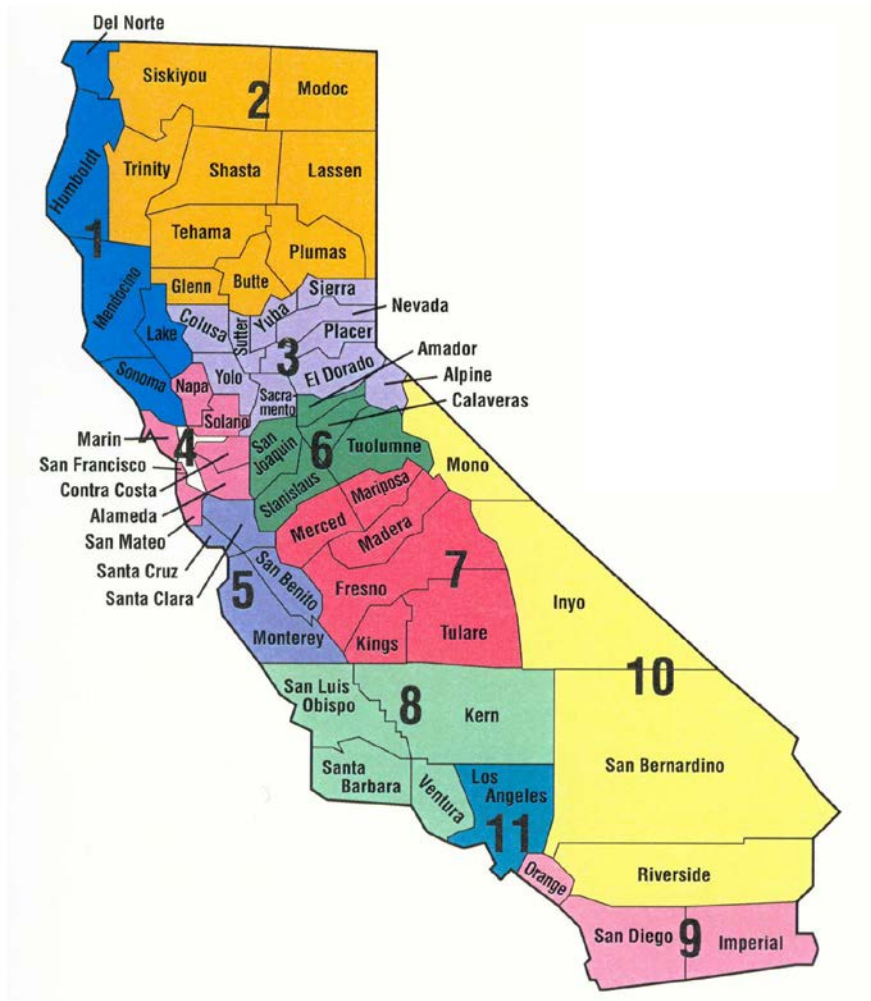 Del Norte
Siskiyou
Modoc
2
Humboldt
Trinity
Shasta
Lassen
1
Tehama
Plumas
Glenn
Butte
Mendocino
Lake
Colusa
Sutter
Yuba
Sierra
Nevada
Placer
3
Sonoma
Napa
Yolo
El Dorado
Amador
Alpine
Sacra-
mento
Calaveras
Solano
Marin
4
San
Joaquin
6
Tuolumne
Mono
San Francisco
Contra Costa
Stanislaus
Mariposa
Alameda
Merced
Madera
San Mateo
Santa Cruz
Santa Clara
5
San Benito
Fresno
7
Inyo
Monterey
Kings
Tulare
10
San Luis
Obispo
8
Kern
Santa
Barbara
Ventura
Los
Angeles
11
San Bernardino
Orange
Riverside
San Diego
9
Imperial